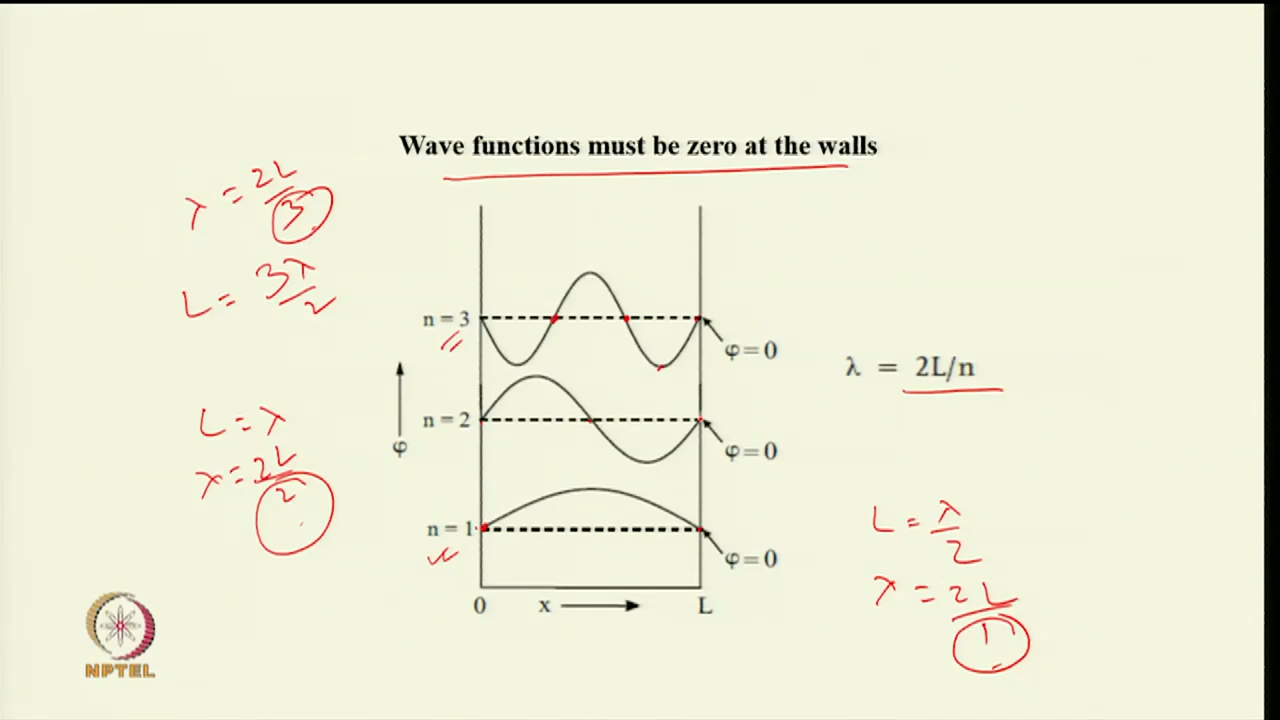 Wave functions must be zero at the walls
λ = 2L/3
L = 3λ/2
n = 3
φ = 0
λ = 2L/n
L = λ
λ = 2L/2
n = 2
φ
φ = 0
L = λ/2
λ = 2L/1
n = 1
φ = 0
0 x L
NPTEL